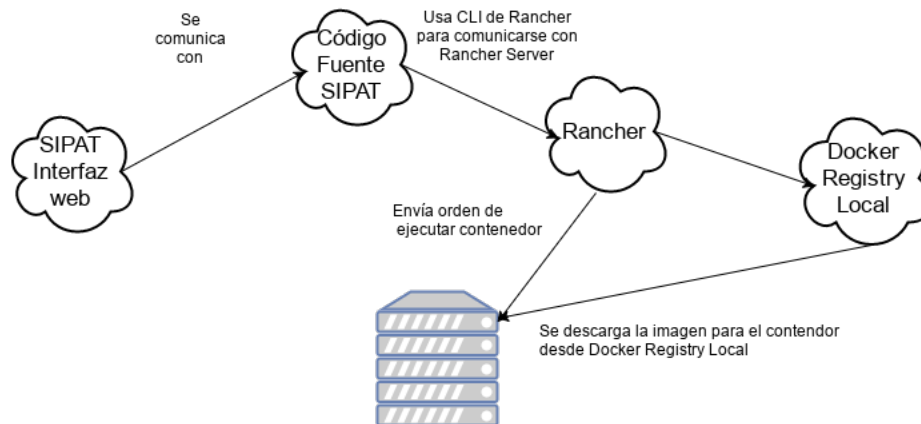 Se
comunica
con
Código
Fuente
SIPAT
Usa CLI de Rancher
para comunicarse con
Rancher Server
SIPAT
Interfaz
web
Rancher
Docker
Registry
Local
Envía orden de
ejecutar contenedor
Se descarga la imagen para el contendor
desde Docker Registry Local